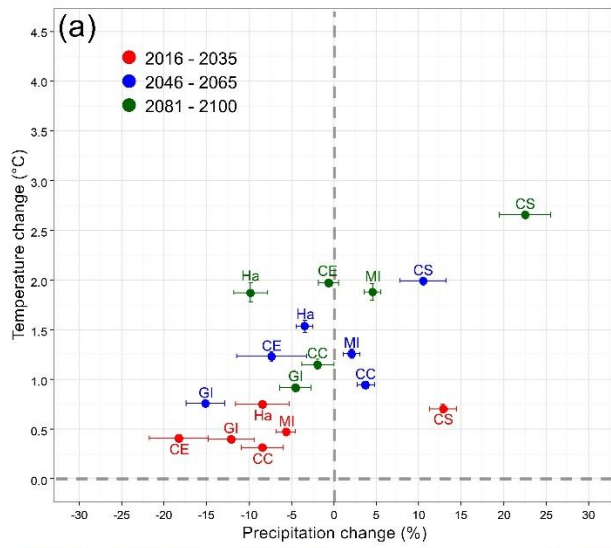 (a)
2016 - 2035
2046 - 2065
2081 - 2100
Temperature change (°C)
4.5
4.0
3.5
3.0
2.5
2.0
1.5
1.0
0.5
0.0
CS
Ha
CE
MI
CS
Ha
CE
MI
CC
CC
GI
GI
Ha
MI
CS
CE
GI
CC
-30
-25
-20
-15
-10
-5
0
5
10
15
20
25
30
Precipitation change (%)